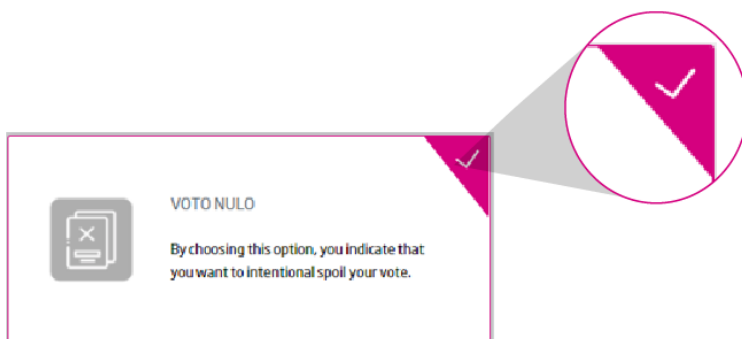 VOTO NULO
By choosing this option, you indicate that
you want to intentional spoil your vote.